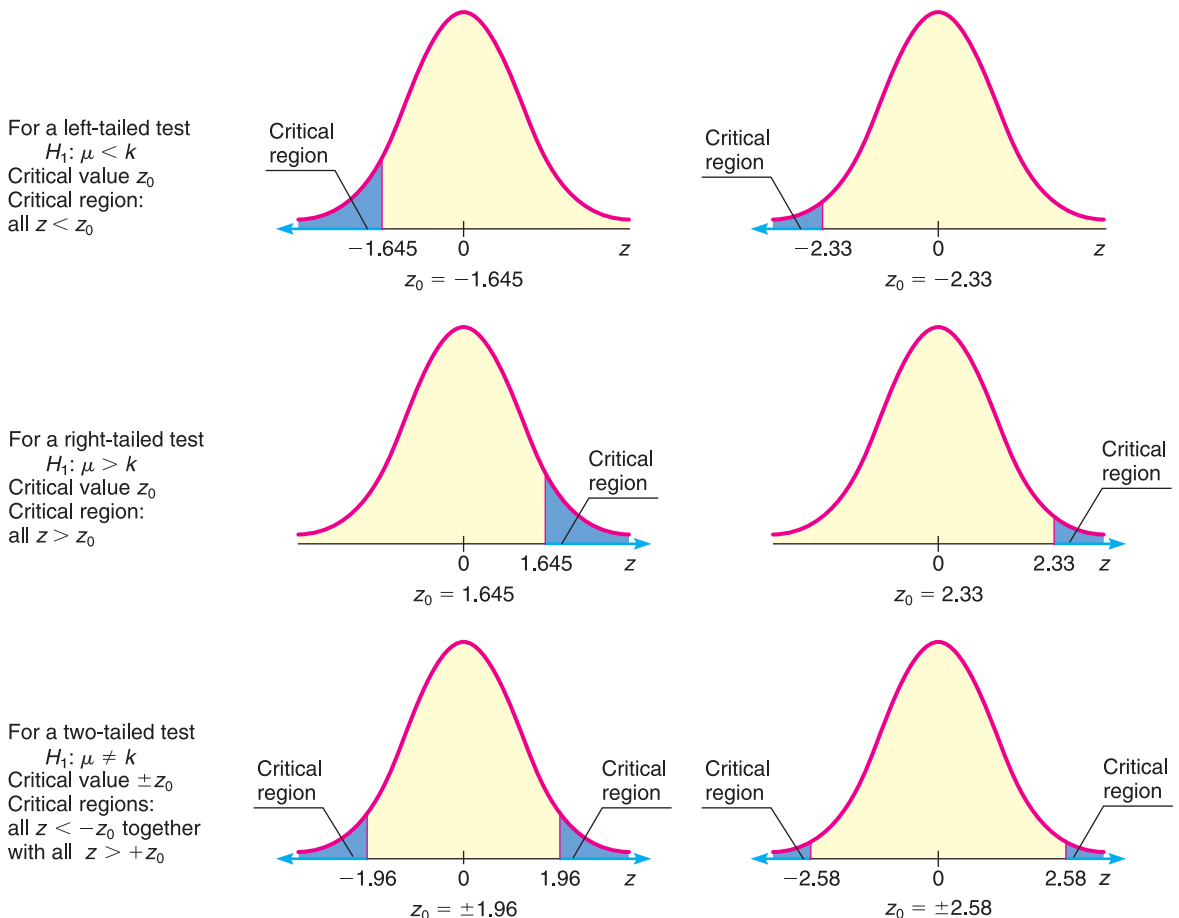 For a left-tailed test
H₁: μ < k
Critical value z₀
Critical region:
all z < z₀
Critical
region
−1.645 0 z
z₀ = −1.645
Critical
region
−2.33 0 z
z₀ = −2.33
For a right-tailed test
H₁: μ > k
Critical value z₀
Critical region:
all z > z₀
Critical
region
0 1.645 z
z₀ = 1.645
Critical
region
0 2.33 z
z₀ = 2.33
For a two-tailed test
H₁: μ ≠ k
Critical value ±z₀
Critical regions:
all z < −z₀ together
with all z > +z₀
Critical
region
Critical
region
−1.96 0 1.96 z
z₀ = ±1.96
Critical
region
Critical
region
−2.58 0 2.58 z
z₀ = ±2.58